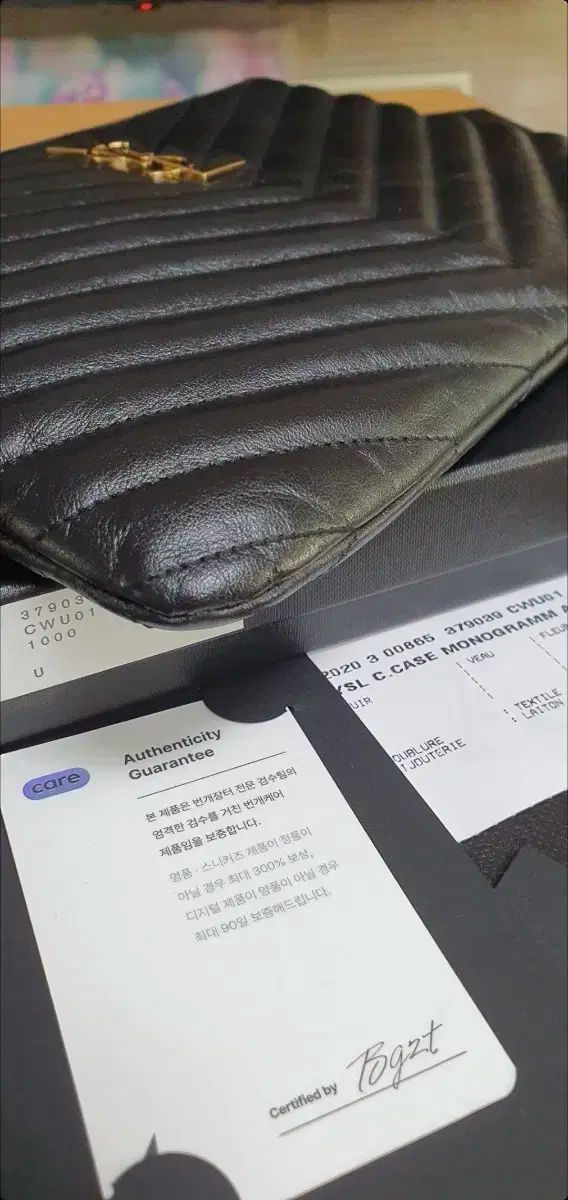 37903
CWU01
1000
U
2020 3 00865 379039 CWU01
YSL C.CASE MONOGRAMM A
UIR
VEAU
FLEUR
OUBLURE
: TEXTILE
IJOUTERIE
: LAITON
care
Authenticity
Guarantee
본 제품은 번개장터 전문 검수팀의
엄격한 검수를 거친 번개케어
제품임을 보증합니다.
명품 · 스니커즈 제품이 정품이
아닐 경우 최대 300% 보상,
디지털 제품이 양품이 아닐 경우
최대 90일 보증해드립니다.
Certified by Bgzt